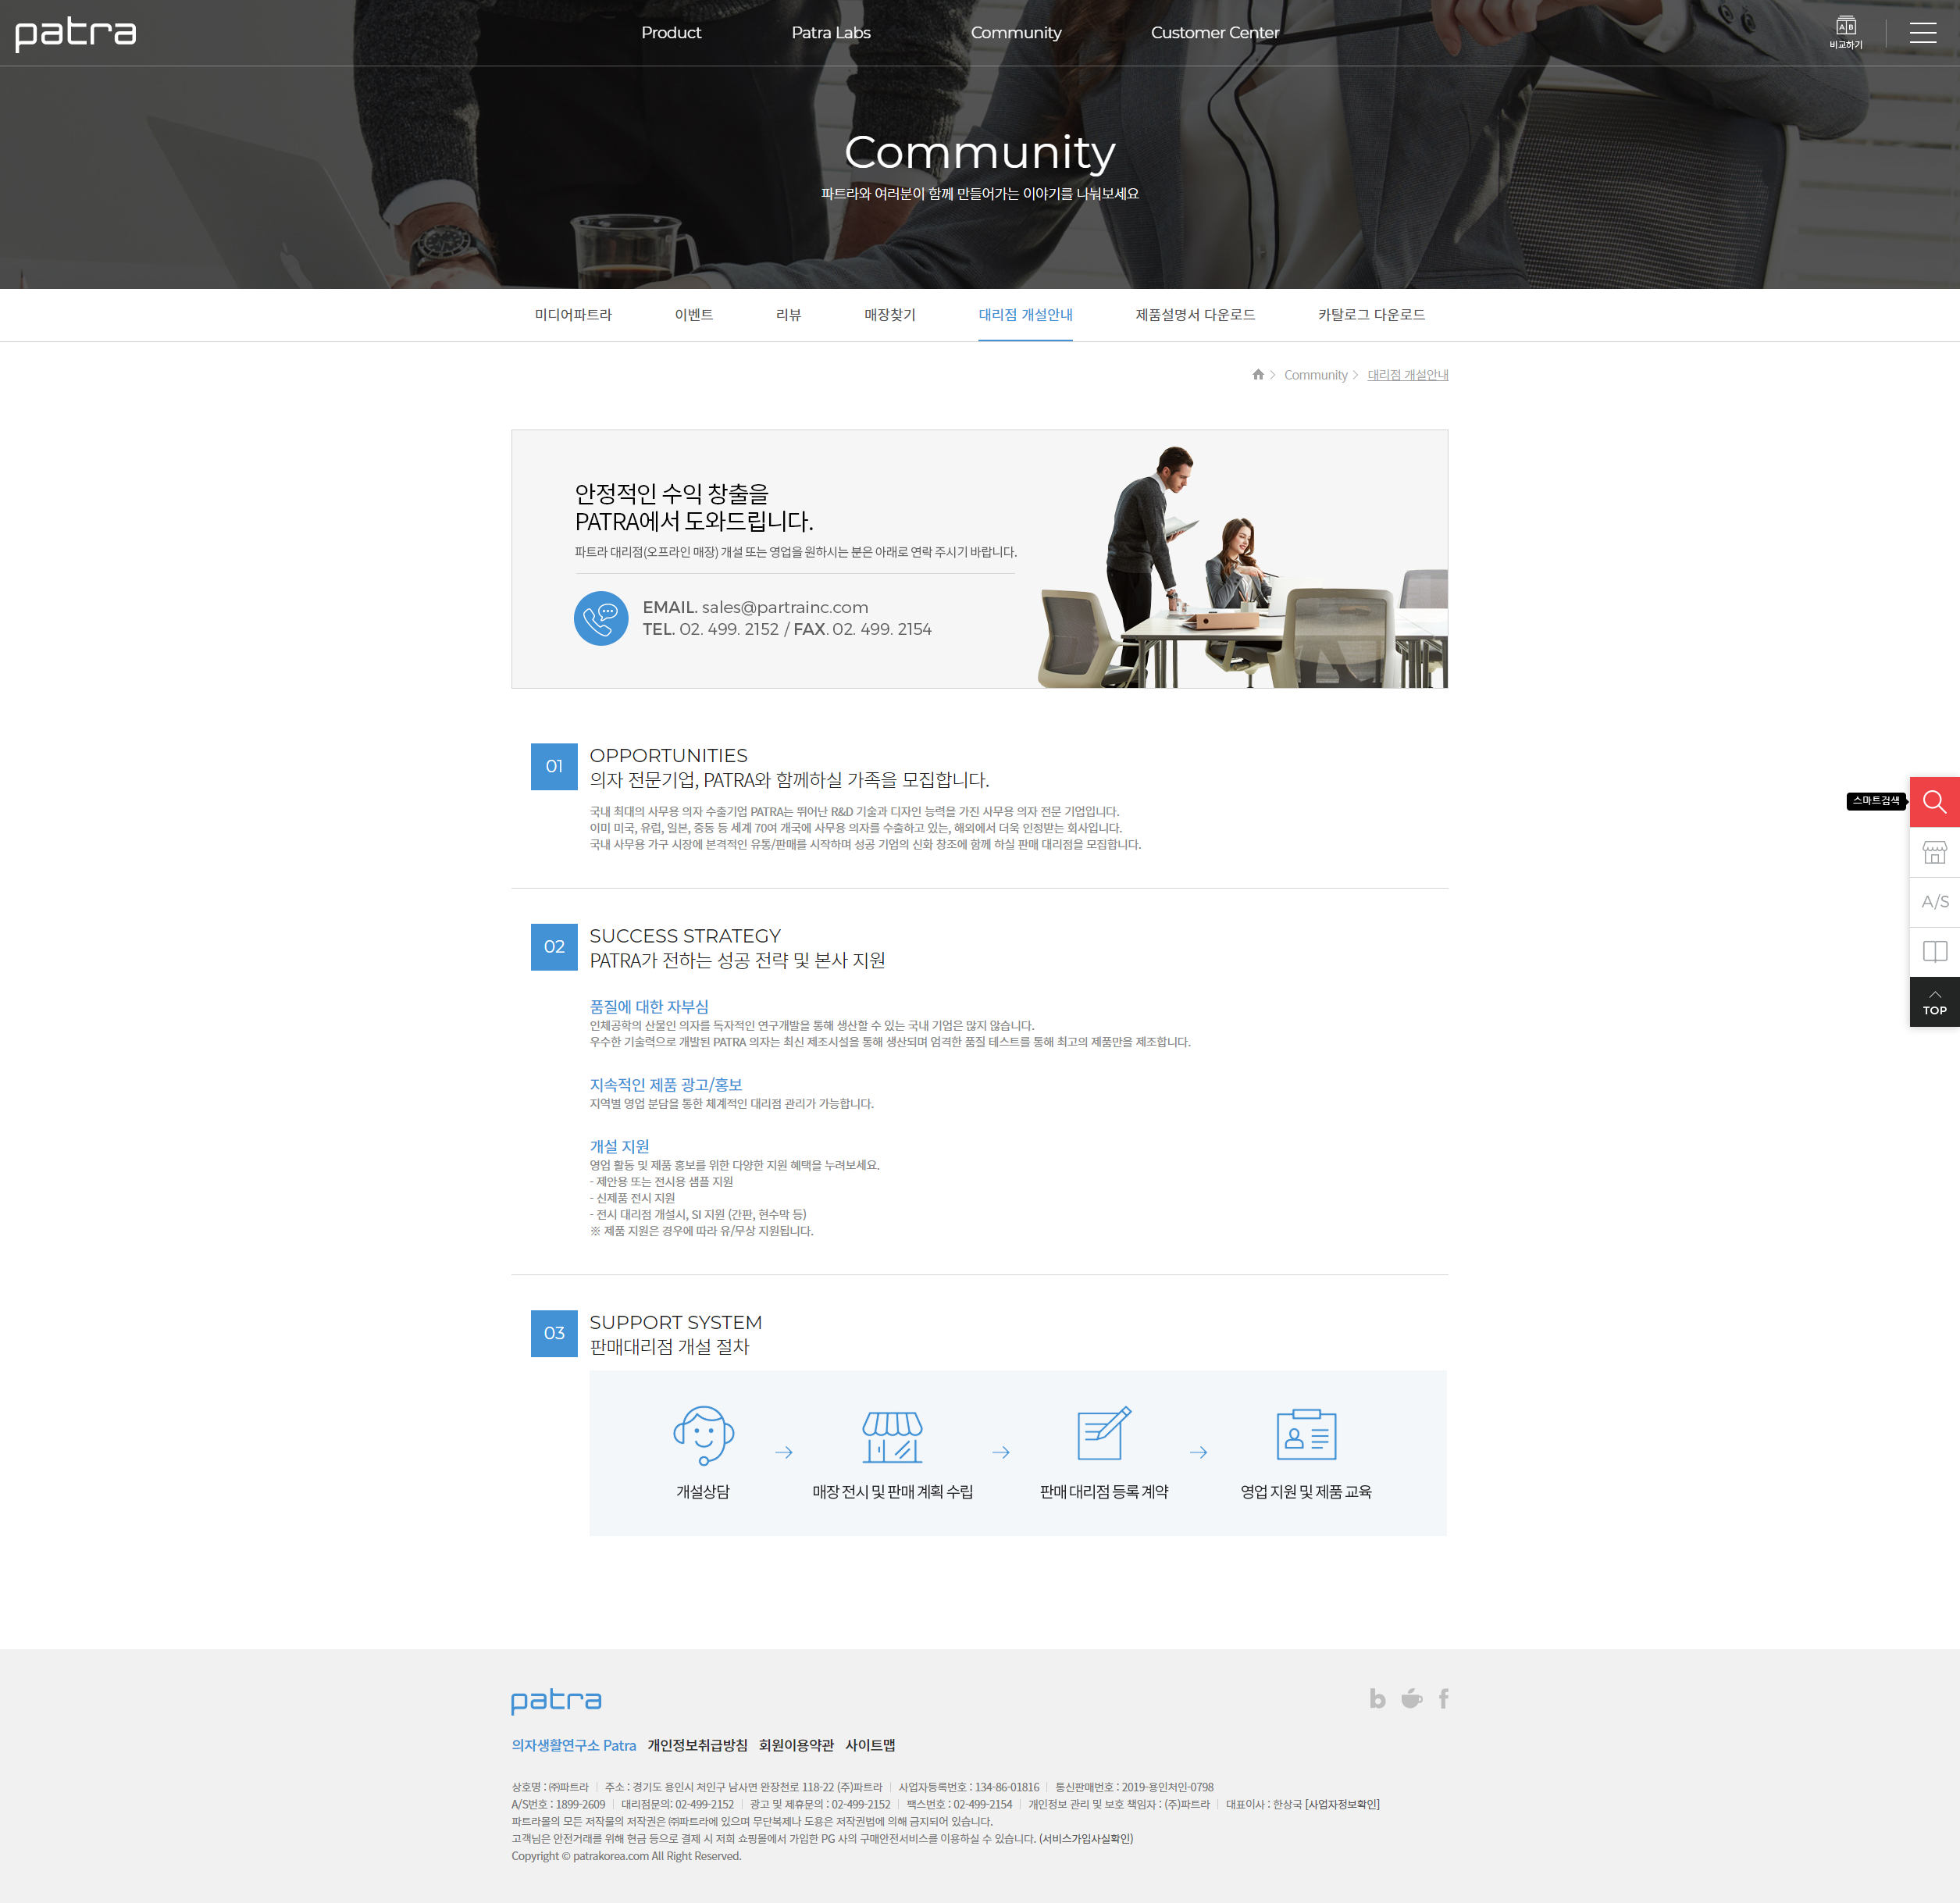 patra
Product
Patra Labs
Community
Customer Center
A B
비교하기
Community
파트라와 여러분이 함께 만들어가는 이야기를 나눠보세요
미디어파트라
이벤트
리뷰
매장찾기
대리점 개설안내
제품설명서 다운로드
카탈로그 다운로드
Community
대리점 개설안내
안정적인 수익 창출을
PATRA에서 도와드립니다.
파트라 대리점(오프라인 매장) 개설 또는 영업을 원하시는 분은 아래로 연락 주시기 바랍니다.
EMAIL. sales@partrainc.com
TEL. 02. 499. 2152 / FAX. 02. 499. 2154
01
OPPORTUNITIES
의자 전문기업, PATRA와 함께하실 가족을 모집합니다.
국내 최대의 사무용 의자 수출기업 PATRA는 뛰어난 R&D 기술과 디자인 능력을 가진 사무용 의자 전문 기업입니다.
이미 미국, 유럽, 일본, 중동 등 세계 70여 개국에 사무용 의자를 수출하고 있는, 해외에서 더욱 인정받는 회사입니다.
국내 사무용 가구 시장에 본격적인 유통/판매를 시작하며 성공 기업의 신화 창조에 함께 하실 판매 대리점을 모집합니다.
스마트검색
A/S
TOP
02
SUCCESS STRATEGY
PATRA가 전하는 성공 전략 및 본사 지원
품질에 대한 자부심
인체공학의 산물인 의자를 독자적인 연구개발을 통해 생산할 수 있는 국내 기업은 많지 않습니다.
우수한 기술력으로 개발된 PATRA 의자는 최신 제조시설을 통해 생산되며 엄격한 품질 테스트를 통해 최고의 제품만을 제조합니다.
지속적인 제품 광고/홍보
지역별 영업 분담을 통한 체계적인 대리점 관리가 가능합니다.
개설 지원
영업 활동 및 제품 홍보를 위한 다양한 지원 혜택을 누려보세요.
- 제안용 또는 전시용 샘플 지원
- 신제품 전시 지원
- 전시 대리점 개설시, SI 지원 (간판, 현수막 등)
※ 제품 지원은 경우에 따라 유/무상 지원됩니다.
03
SUPPORT SYSTEM
판매대리점 개설 절차
개설상담
매장 전시 및 판매 계획 수립
판매 대리점 등록 계약
영업 지원 및 제품 교육
patra
의자생활연구소 Patra 개인정보취급방침 회원이용약관 사이트맵
상호명 : ㈜파트라 | 주소 : 경기도 용인시 처인구 남사면 완장천로 118-22 (주)파트라 | 사업자등록번호 : 134-86-01816 | 통신판매번호 : 2019-용인처인-0798
A/S번호 : 1899-2609 | 대리점문의: 02-499-2152 | 광고 및 제휴문의 : 02-499-2152 | 팩스번호 : 02-499-2154 | 개인정보 관리 및 보호 책임자 : (주)파트라 | 대표이사 : 한상국 [사업자정보확인]
파트라몰의 모든 저작물의 저작권은 ㈜파트라에 있으며 무단복제나 도용은 저작권법에 의해 금지되어 있습니다.
고객님은 안전거래를 위해 현금 등으로 결제 시 저희 쇼핑몰에서 가입한 PG 사의 구매안전서비스를 이용하실 수 있습니다. (서비스가입사실확인)
Copyright © patrakorea.com All Right Reserved.